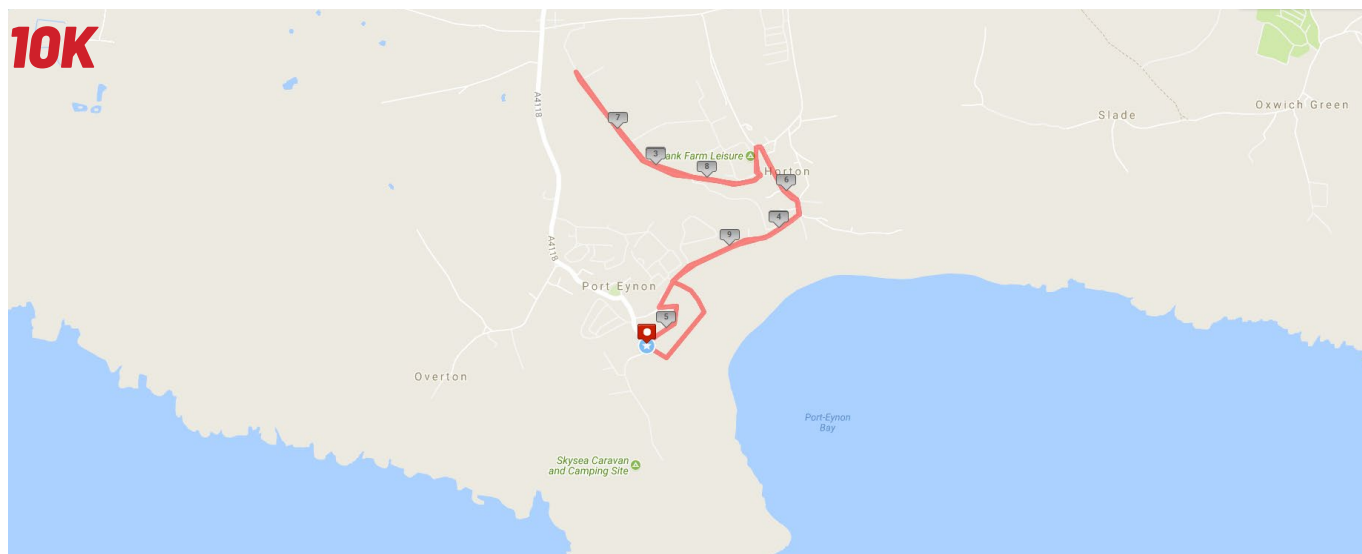 10K
A4118
7
3
ank Farm Leisure
8
Horton
6
Slade
Oxwich Green
4
9
A4118
Port Eynon
5
Overton
Port-Eynon
Bay
Skysea Caravan
and Camping Site